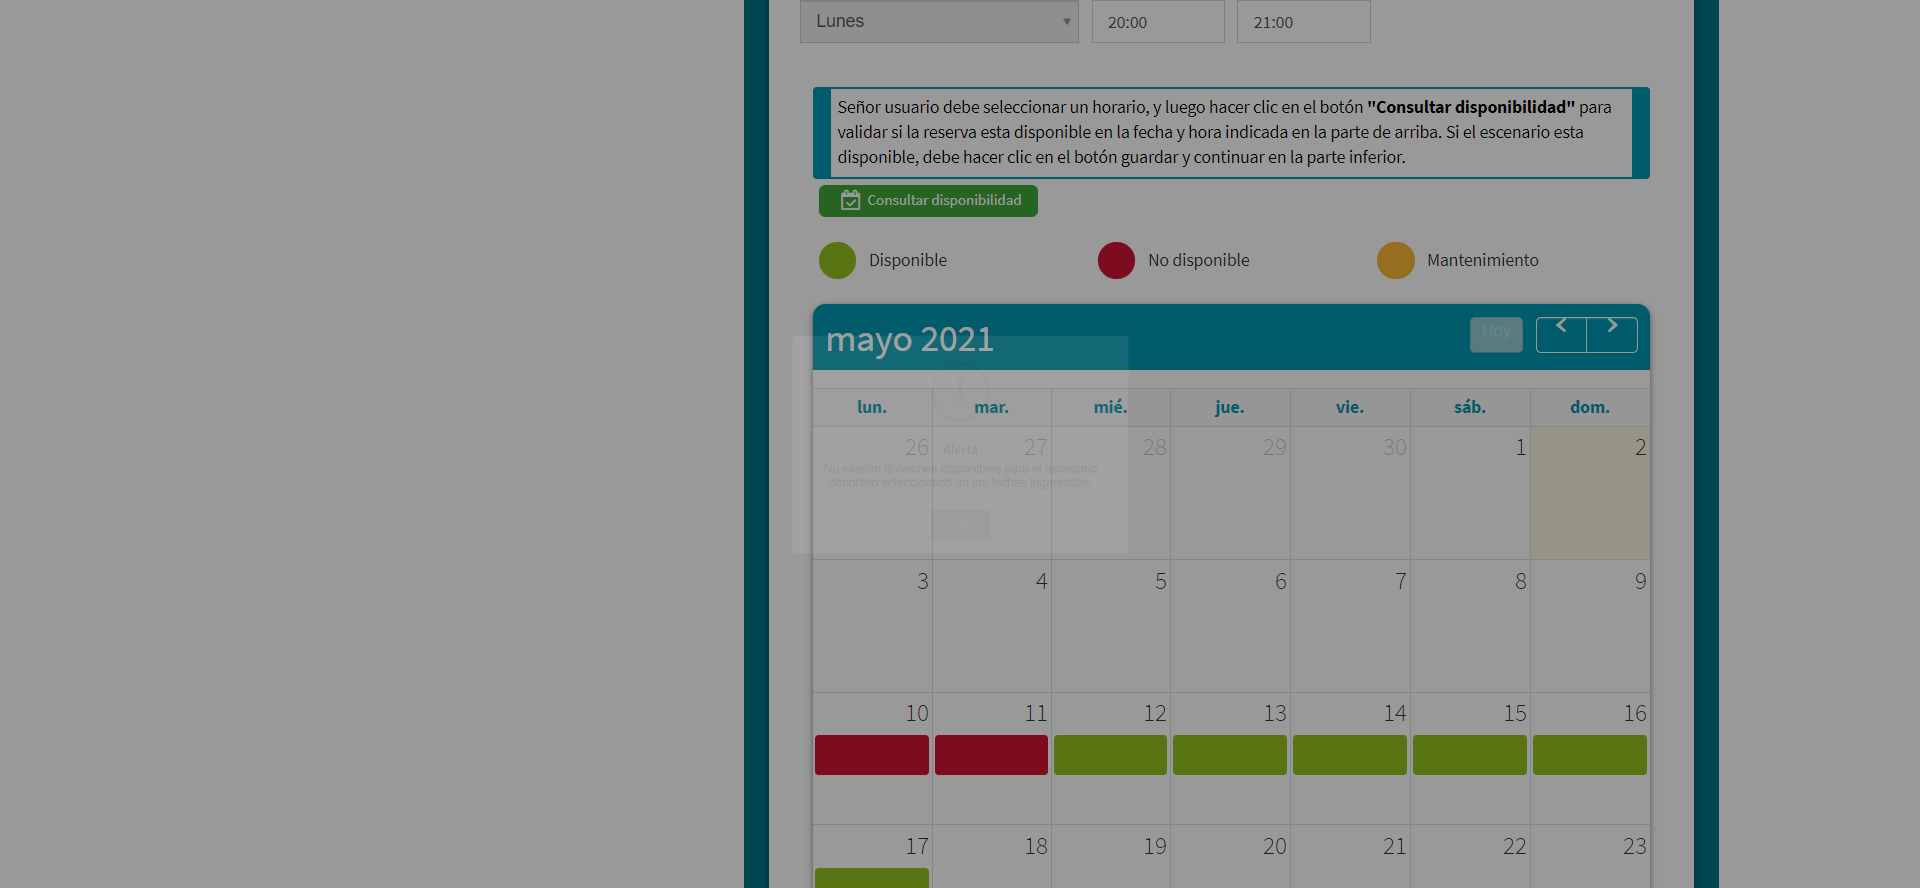 Lunes 20:00 21:00
Señor usuario debe seleccionar un horario, y luego hacer clic en el botón "Consultar disponibilidad" para
validar si la reserva esta disponible en la fecha y hora indicada en la parte de arriba. Si el escenario esta
disponible, debe hacer clic en el botón guardar y continuar en la parte inferior.
Consultar disponibilidad
Disponible No disponible Mantenimiento
mayo 2021 Hoy
lun. mar. mié. jue. vie. sáb. dom.
26 27 28 29 30 1 2
Alerta
No existen divisiones disponibles para el escenario
deportivo seleccionado en las fechas ingresadas.
3 4 5 6 7 8 9
10 11 12 13 14 15 16
17 18 19 20 21 22 23